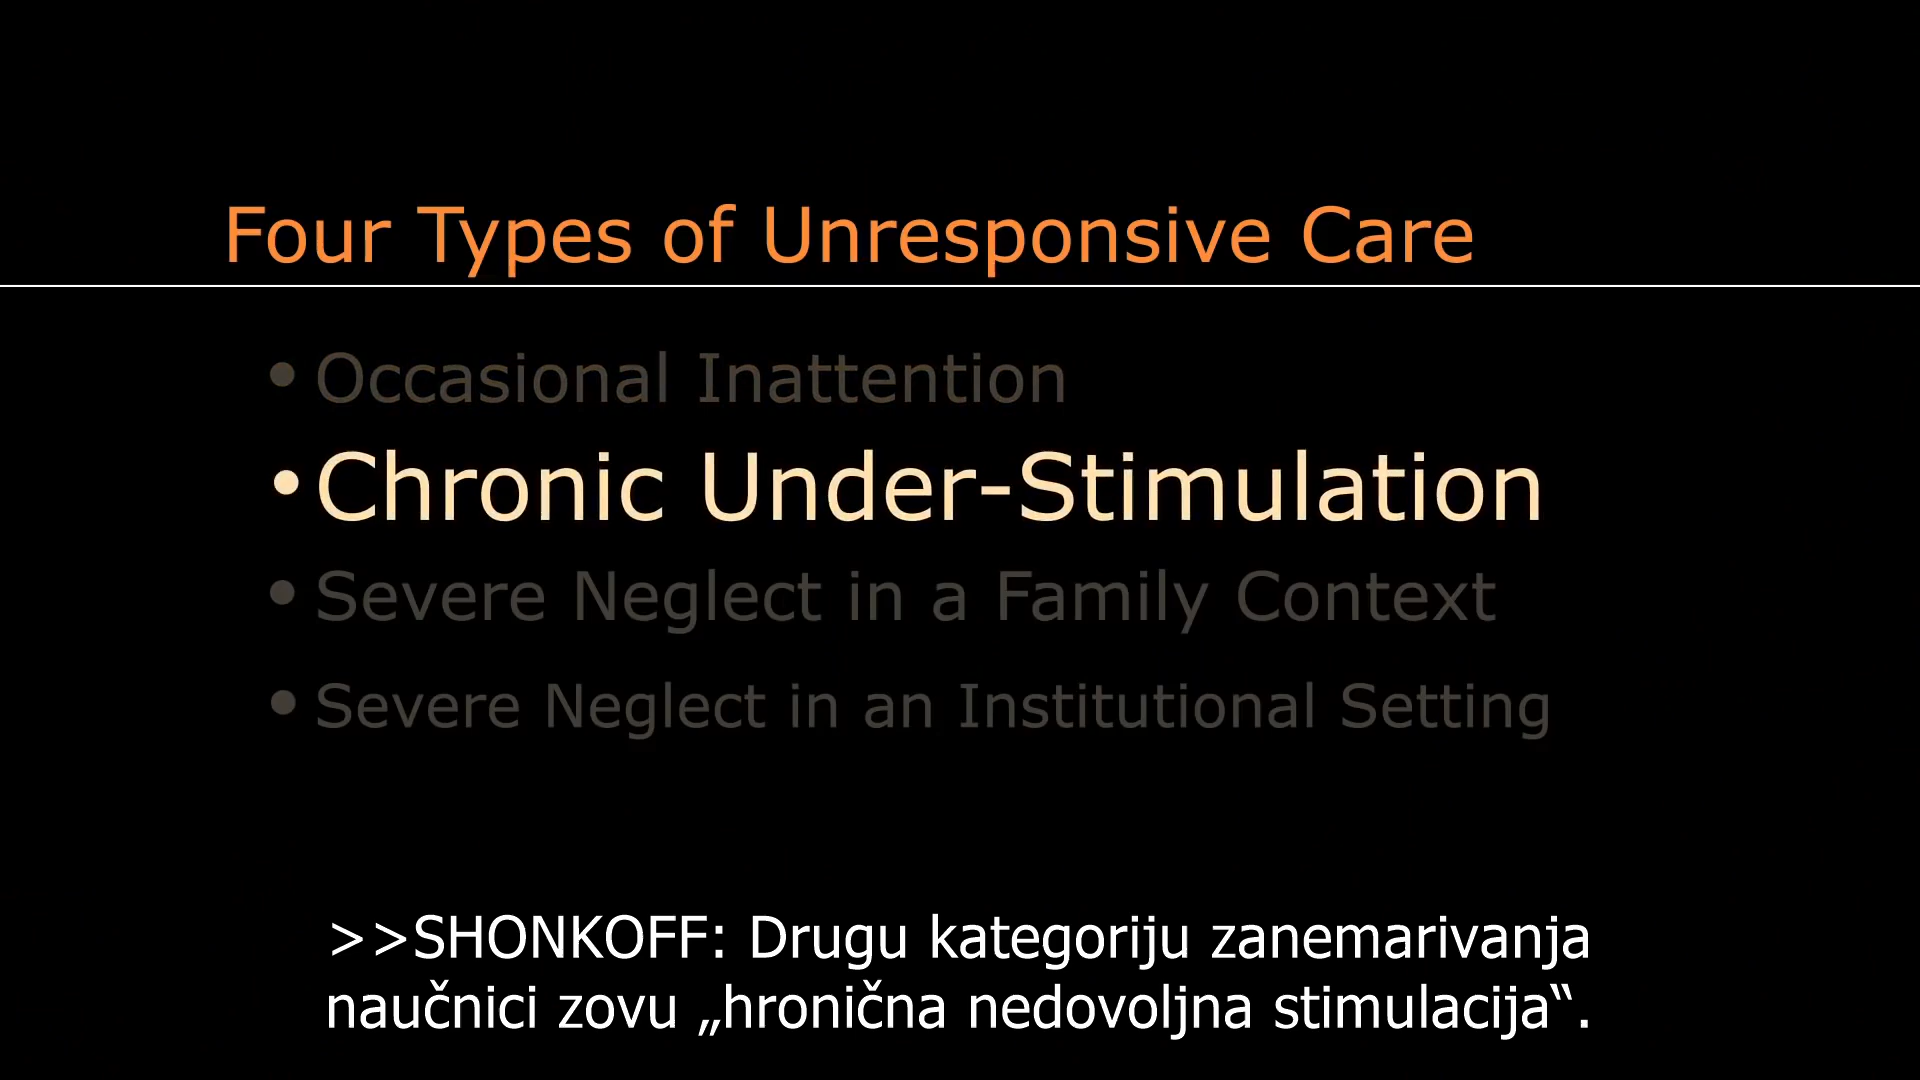 Four Types of Unresponsive Care
• Occasional Inattention
• Chronic Under-Stimulation
• Severe Neglect in a Family Context
• Severe Neglect in an Institutional Setting
>>SHONKOFF: Drugu kategoriju zanemarivanja
naučnici zovu „hronična nedovoljna stimulacija“.